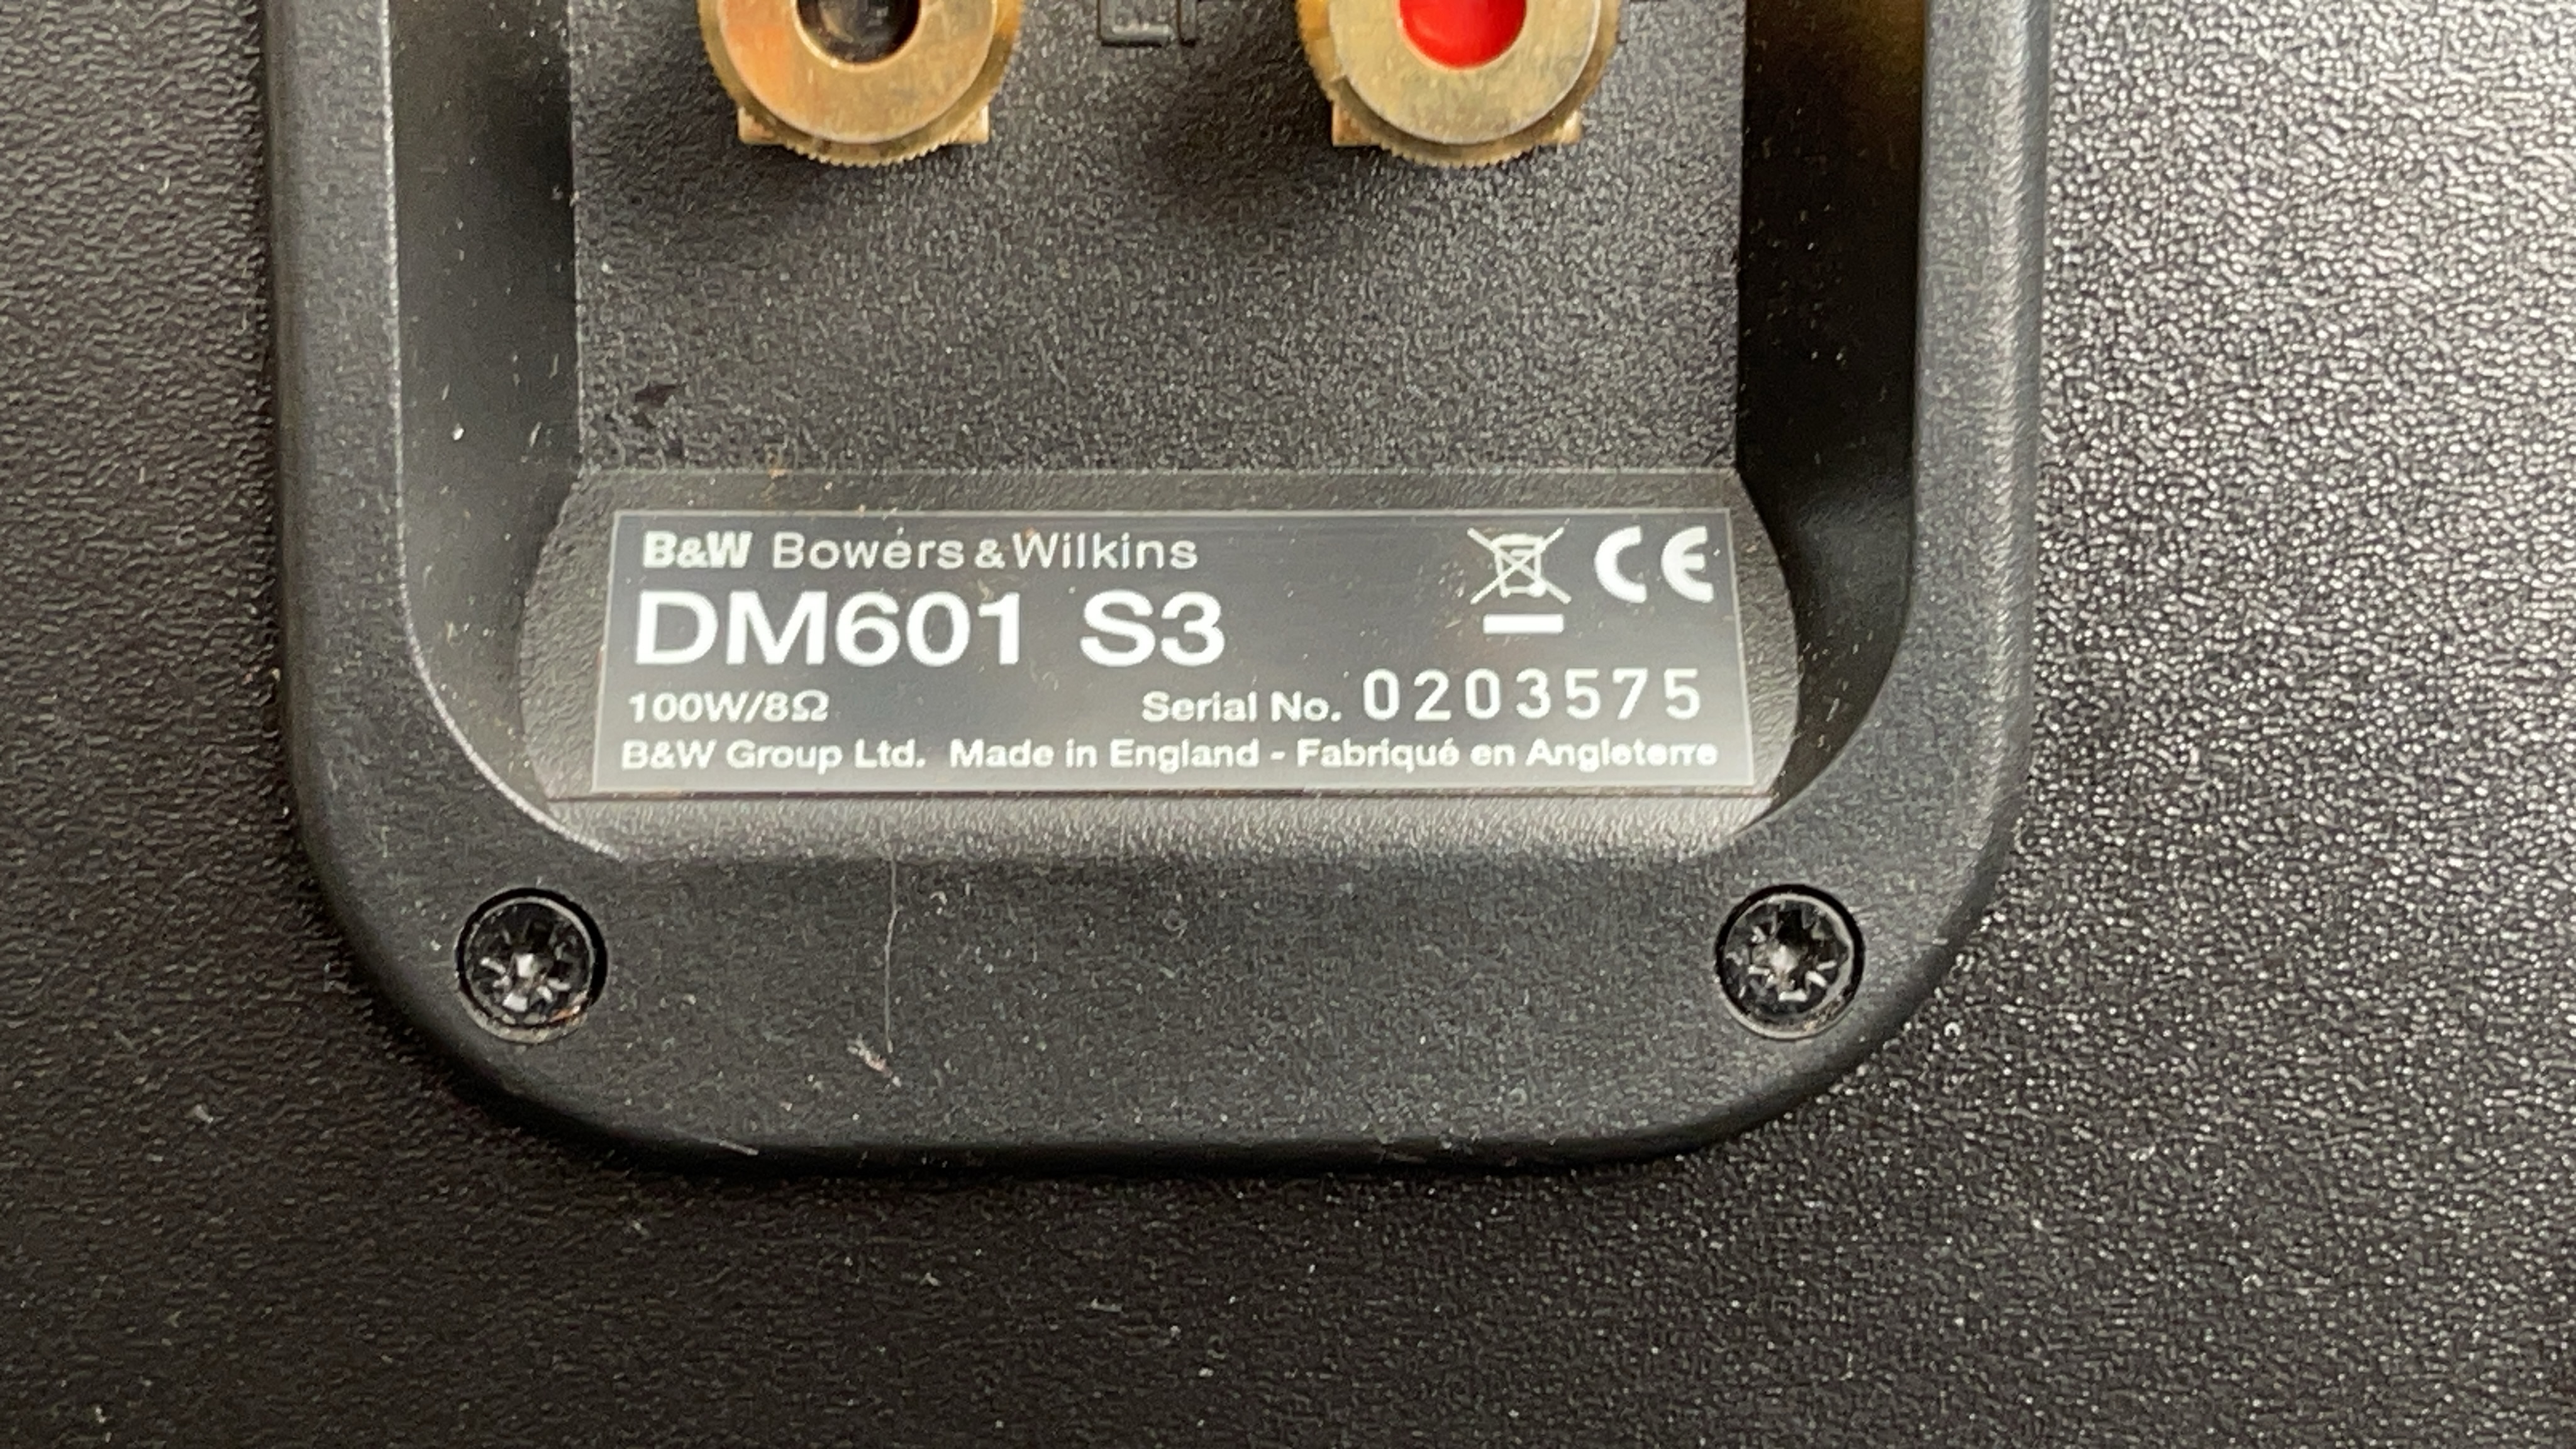 B&W Bowers & Wilkins
CE
DM601 S3
100W/8Ω Serial No. 0203575
B&W Group Ltd. Made in England - Fabriqué en Angleterre